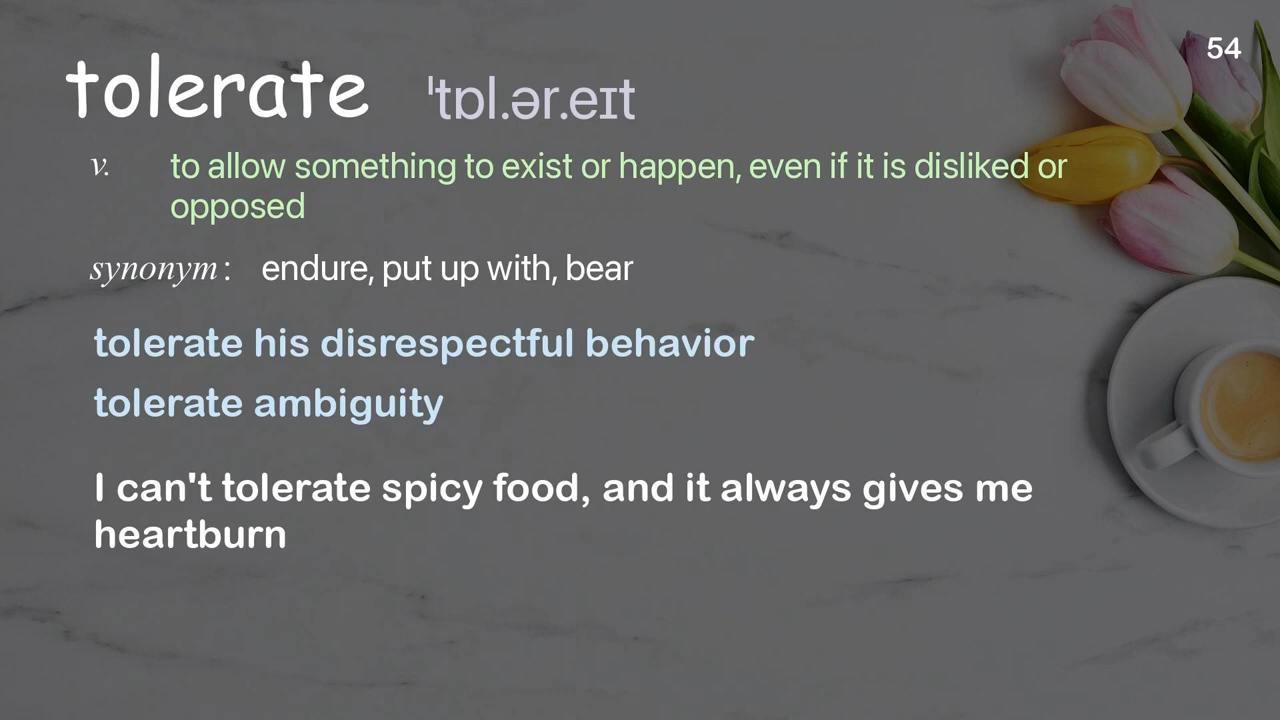 54
tolerate ˈtɒl.ər.eɪt
v. to allow something to exist or happen, even if it is disliked or
opposed
synonym: endure, put up with, bear
tolerate his disrespectful behavior
tolerate ambiguity
I can't tolerate spicy food, and it always gives me
heartburn